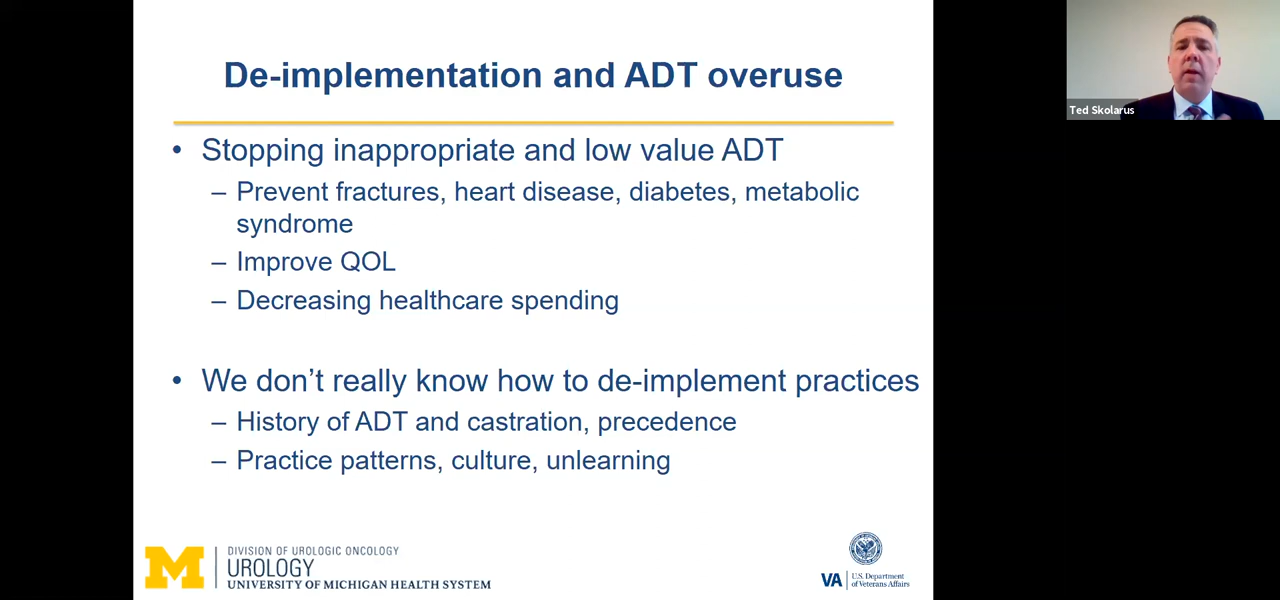 De-implementation and ADT overuse
Ted Skolarus
• Stopping inappropriate and low value ADT
– Prevent fractures, heart disease, diabetes, metabolic
syndrome
– Improve QOL
– Decreasing healthcare spending
• We don’t really know how to de-implement practices
– History of ADT and castration, precedence
– Practice patterns, culture, unlearning
M
DIVISION OF UROLOGIC ONCOLOGY
UROLOGY
UNIVERSITY OF MICHIGAN HEALTH SYSTEM
VA
U.S. Department
of Veterans Affairs